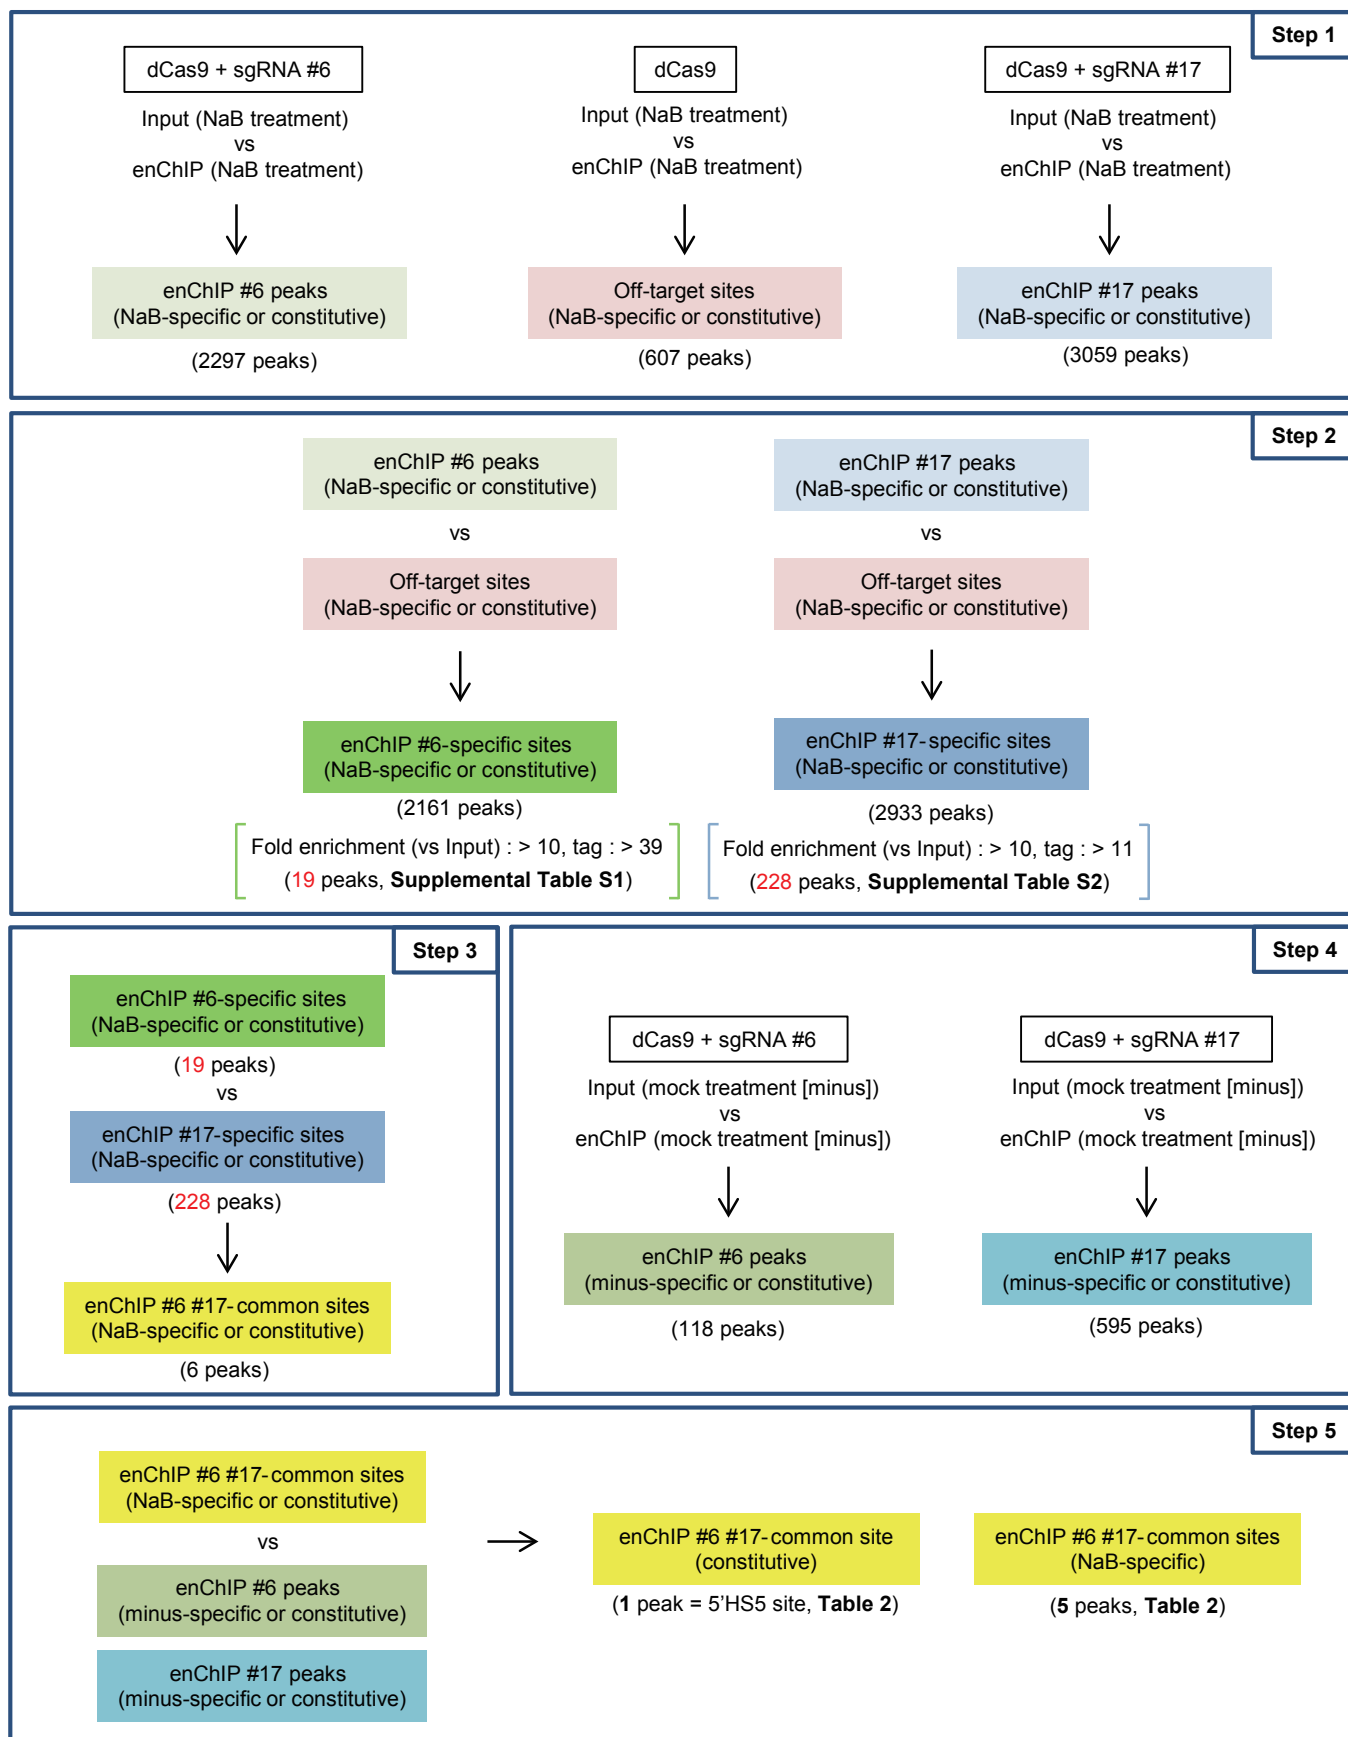 Step 1
dCas9 + sgRNA #6
Input (NaB treatment)
vs
enChIP (NaB treatment)
enChIP #6 peaks
(NaB-specific or constitutive)
(2297 peaks)
dCas9
Input (NaB treatment)
vs
enChIP (NaB treatment)
Off-target sites
(NaB-specific or constitutive)
(607 peaks)
dCas9 + sgRNA #17
Input (NaB treatment)
vs
enChIP (NaB treatment)
enChIP #17 peaks
(NaB-specific or constitutive)
(3059 peaks)
Step 2
enChIP #6 peaks
(NaB-specific or constitutive)
vs
Off-target sites
(NaB-specific or constitutive)
enChIP #6-specific sites
(NaB-specific or constitutive)
(2161 peaks)
Fold enrichment (vs Input) : > 10, tag : > 39
(19 peaks, Supplemental Table S1)
enChIP #17 peaks
(NaB-specific or constitutive)
vs
Off-target sites
(NaB-specific or constitutive)
enChIP #17-specific sites
(NaB-specific or constitutive)
(2933 peaks)
Fold enrichment (vs Input) : > 10, tag : > 11
(228 peaks, Supplemental Table S2)
Step 3
enChIP #6-specific sites
(NaB-specific or constitutive)
(19 peaks)
vs
enChIP #17-specific sites
(NaB-specific or constitutive)
(228 peaks)
enChIP #6 #17-common sites
(NaB-specific or constitutive)
(6 peaks)
Step 4
dCas9 + sgRNA #6
Input (mock treatment [minus])
vs
enChIP (mock treatment [minus])
enChIP #6 peaks
(minus-specific or constitutive)
(118 peaks)
dCas9 + sgRNA #17
Input (mock treatment [minus])
vs
enChIP (mock treatment [minus])
enChIP #17 peaks
(minus-specific or constitutive)
(595 peaks)
Step 5
enChIP #6 #17-common sites
(NaB-specific or constitutive)
vs
enChIP #6 peaks
(minus-specific or constitutive)
enChIP #17 peaks
(minus-specific or constitutive)
enChIP #6 #17-common site
(constitutive)
(1 peak = 5'HS5 site, Table 2)
enChIP #6 #17-common sites
(NaB-specific)
(5 peaks, Table 2)